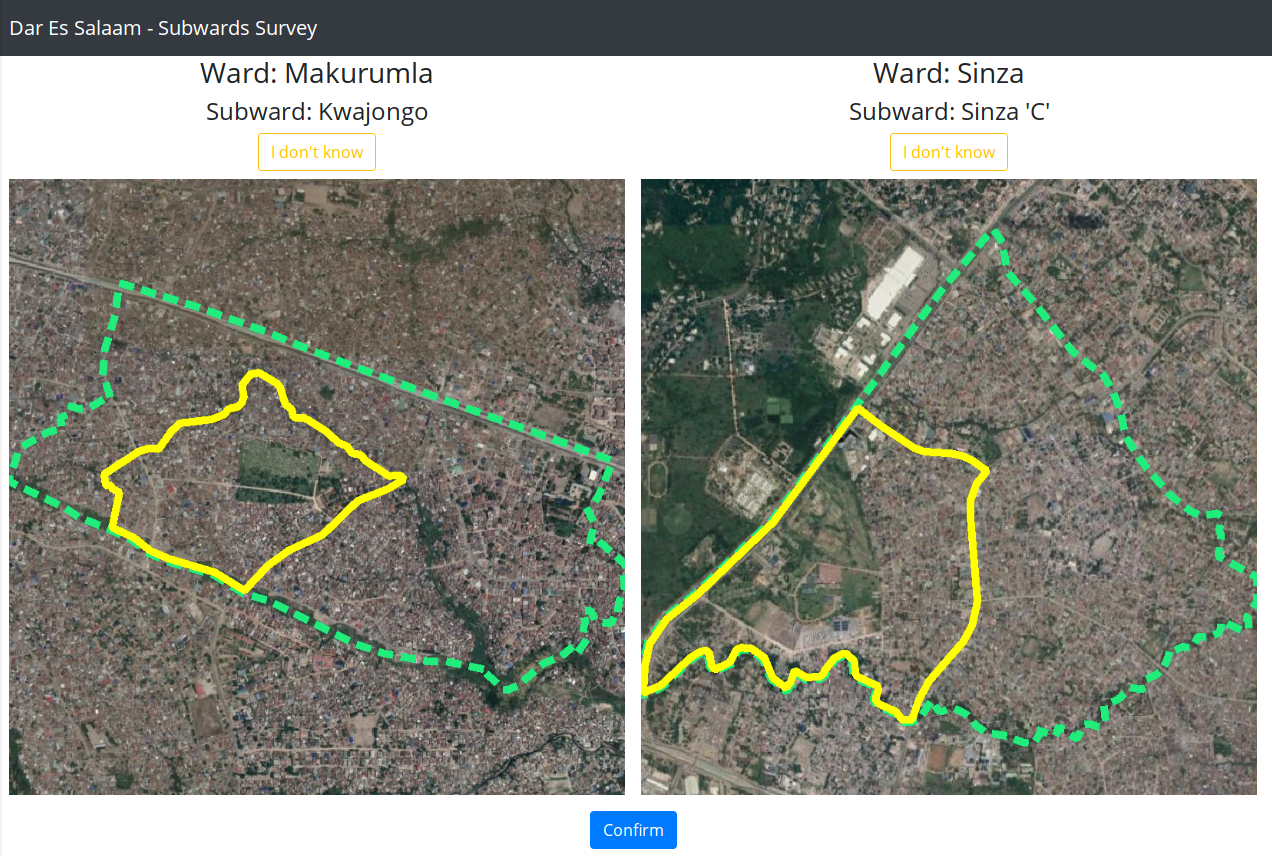 Dar Es Salaam - Subwards Survey
Ward: Makurumla
Subward: Kwajongo
I don't know
Ward: Sinza
Subward: Sinza 'C'
I don't know
Confirm